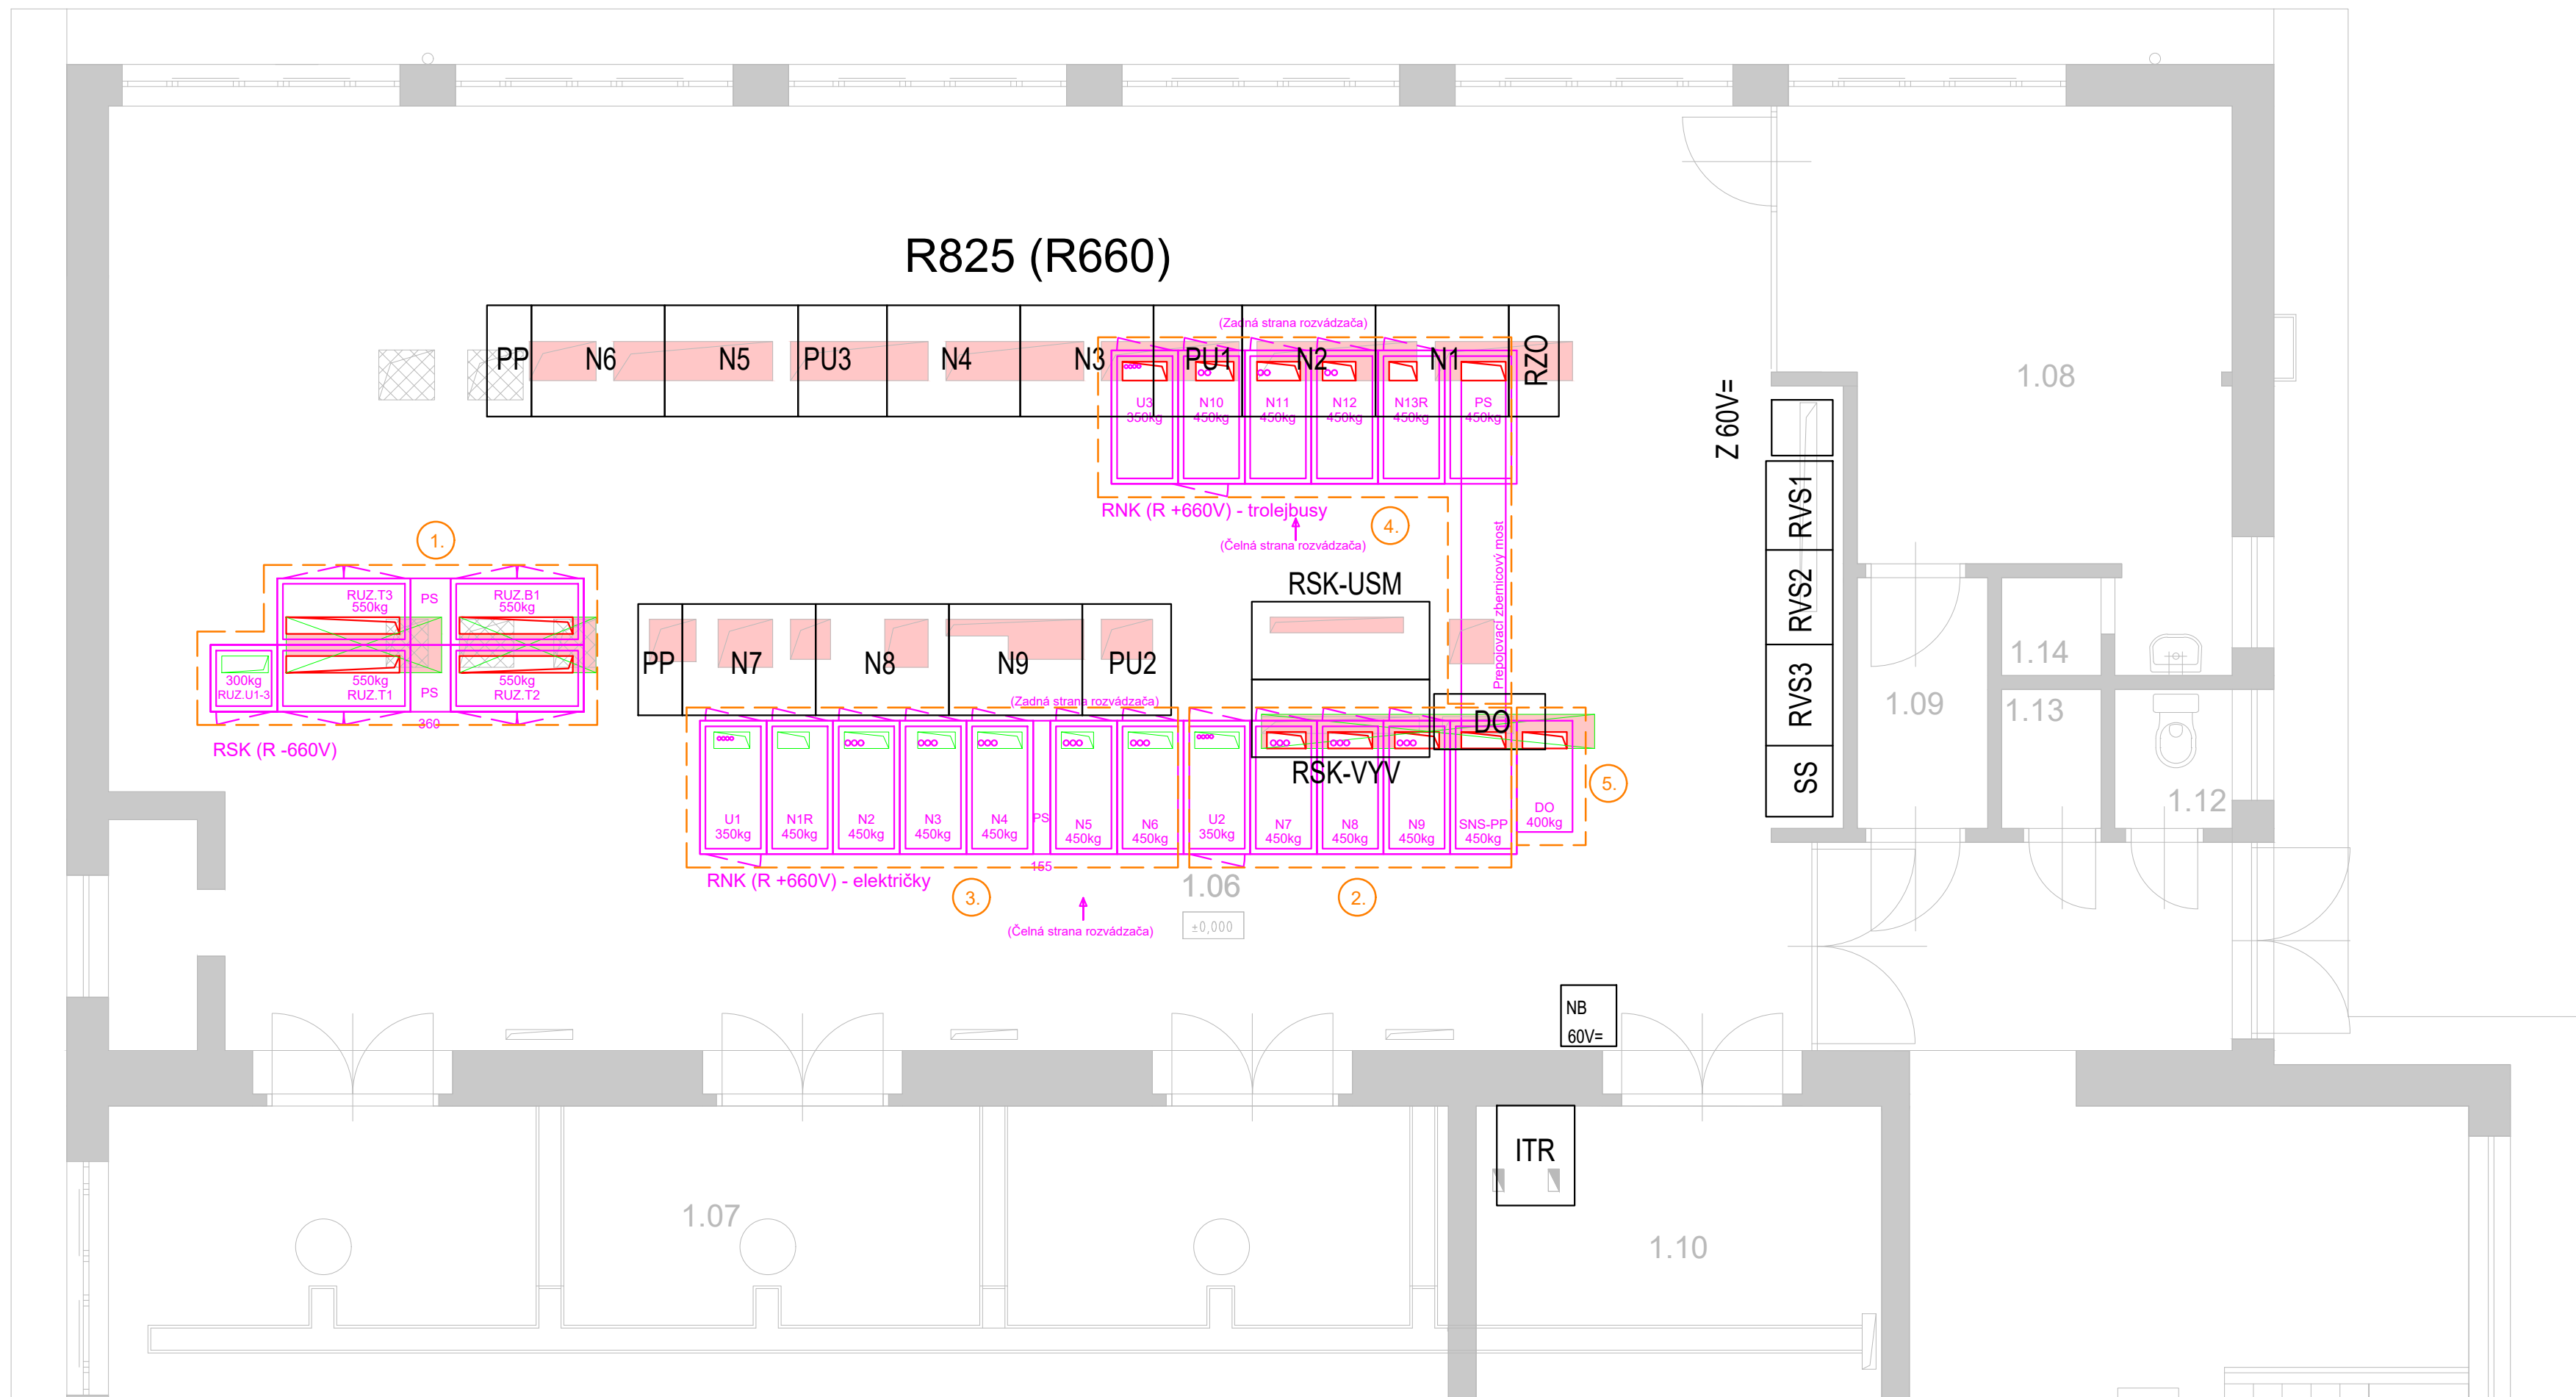 R825 (R660)
PP
N6
N5
PU3
N4
N3
PU1
N2
N1
RZO
(Zadná strana rozvádzača)
U3
350kg
N10
450kg
N11
450kg
N12
450kg
N13R
450kg
PS
450kg
RNK (R +660V) - trolejbusy
(Čelná strana rozvádzača)
4.
Prepojovací zbernicový most
Z 60V=
RVS1
RVS2
RVS3
SS
1.08
1.09
1.14
1.13
1.12
1.
RUZ.T3
550kg
PS
RUZ.B1
550kg
300kg
RUZ.U1-3
550kg
RUZ.T1
PS
550kg
RUZ.T2
360
RSK (R -660V)
PP
N7
N8
N9
PU2
RSK-USM
DO
RSK-VYV
(Zadná strana rozvádzača)
U1
350kg
N1R
450kg
N2
450kg
N3
450kg
N4
450kg
PS
N5
450kg
N6
450kg
U2
350kg
N7
450kg
N8
450kg
N9
450kg
SNS-PP
450kg
DO
400kg
5.
155
RNK (R +660V) - električky
3.
2.
(Čelná strana rozvádzača)
1.06
±0,000
NB
60V=
ITR
1.07
1.10